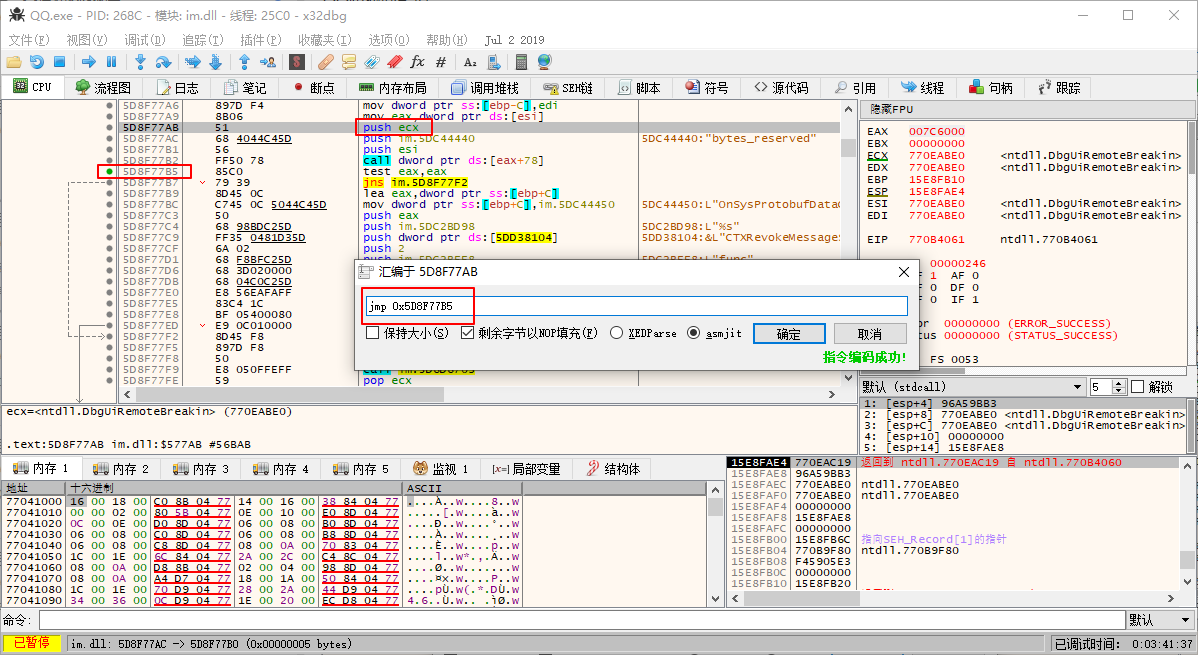 QQ.exe - PID: 268C - 模块: im.dll - 线程: 25C0 - x32dbg
文件(F) 视图(V) 调试(D) 追踪(T) 插件(P) 收藏夹(I) 选项(O) 帮助(H) Jul 2 2019
CPU 流程图 日志 笔记 断点 内存布局 调用堆栈 SEH链 脚本 符号 源代码 引用 线程 句柄 跟踪
5D8F77A6 897D F4 mov dword ptr ss:[ebp-C],edi
5D8F77A9 8B06 mov eax,dword ptr ds:[esi]
5D8F77AB 51 push ecx
5D8F77AC 68 4044C45D push im.5DC44440 5DC44440:"bytes_reserved"
5D8F77B1 56 push esi
5D8F77B2 FF50 78 call dword ptr ds:[eax+78]
5D8F77B5 85C0 test eax,eax
5D8F77B7 79 39 jns im.5D8F77F2
5D8F77B9 8D45 0C lea eax,dword ptr ss:[ebp+C]
5D8F77BC C745 0C 5044C45D mov dword ptr ss:[ebp+C],im.5DC44450 5DC44450:L"OnSysProtobufData
5D8F77C3 50 push eax
5D8F77C4 68 98BDC25D push im.5DC2BD98 5DC2BD98:L"%s"
5D8F77C9 FF35 0481D35D push dword ptr ds:[5DD38104] 5DD38104:&L"CTXRevokeMessage
5D8F77CF 6A 02 push 2
5D8F77D1 68 F8BFC25D push im.5DC2BFF8 5DC2BFF8:L"func"
5D8F77D6 68 3D020000
5D8F77DB 68 04C0C25D
5D8F77E0 E8 56EAFAFF
5D8F77E5 83C4 1C
5D8F77E8 BF 05400080
5D8F77ED E9 0C010000
5D8F77F2 8D45 F8
5D8F77F5 897D F8
5D8F77F8 50
5D8F77F9 E8 050FFEFF
5D8F77FE 59 pop ecx
隐藏FPU
EAX 007C6000
EBX 00000000
ECX 770EABE0 <ntdll.DbgUiRemoteBreakin>
EDX 770EABE0 <ntdll.DbgUiRemoteBreakin>
EBP 15E8FB10
ESP 15E8FAE4
ESI 770EABE0 <ntdll.DbgUiRemoteBreakin>
EDI 770EABE0 <ntdll.DbgUiRemoteBreakin>
EIP 770B4061 ntdll.770B4061
00000246
F 1 AF 0
F 0 DF 0
F 0 IF 1
or 00000000 (ERROR_SUCCESS)
tus 00000000 (STATUS_SUCCESS)
FS 0053
汇编于 5D8F77AB
jmp 0x5D8F77B5
保持大小(S) 剩余字节以NOP填充(F) XEDParse asmjit 确定 取消
指令编码成功!
默认 (stdcall) 5 解锁
1: [esp+4] 96A59BB3
2: [esp+8] 770EABE0 <ntdll.DbgUiRemoteBreakin>
3: [esp+C] 770EABE0 <ntdll.DbgUiRemoteBreakin>
4: [esp+10] 00000000
5: [esp+14] 15E8FAE8
ecx=<ntdll.DbgUiRemoteBreakin> (770EABE0)
.text:5D8F77AB im.dll:$577AB #56BAB
内存 1 内存 2 内存 3 内存 4 内存 5 监视 1 [x=] 局部变量 结构体
地址 十六进制 ASCII
77041000 16 00 18 00 C0 8B 04 77 14 00 16 00 38 84 04 77 ....À..w....8..w
77041010 00 00 02 00 80 5B 04 77 0E 00 10 00 E0 8D 04 77 .....[.w....à..w
77041020 0C 00 0E 00 D0 8D 04 77 06 00 08 00 B0 8D 04 77 ....Ð..w....°..w
77041030 06 00 08 00 C0 8D 04 77 06 00 08 00 B8 8D 04 77 ....À..w....¸..w
77041040 06 00 08 00 C8 8D 04 77 08 00 0A 00 70 83 04 77 ....È..w....p..w
77041050 1C 00 1E 00 6C 84 04 77 2A 00 2C 00 C4 8C 04 77 ....l..w*.,.Ä..w
77041060 08 00 0A 00 D8 8B 04 77 02 00 04 00 98 8D 04 77 ....Ø..w.......w
77041070 08 00 0A 00 A4 D7 04 77 18 00 1A 00 50 84 04 77 ....¤×.w....P..w
77041080 1C 00 1E 00 70 D9 04 77 28 00 2A 00 44 D9 04 77 ....pÙ.w(.*.DÙ.w
77041090 34 00 36 00 0C D9 04 77 1E 00 20 00 EC D8 04 77 4.6..Ù.w.. .ìØ.w
15E8FAE4 770EAC19 返回到 ntdll.770EAC19 自 ntdll.770B4060
15E8FAE8 96A59BB3
15E8FAEC 770EABE0 ntdll.770EABE0
15E8FAF0 770EABE0 ntdll.770EABE0
15E8FAF4 00000000
15E8FAF8 15E8FAE8
15E8FAFC 00000000
15E8FB00 15E8FB6C 指向SEH_Record[1]的指针
15E8FB04 770B9F80 ntdll.770B9F80
15E8FB08 F45905E3
15E8FB0C 00000000
15E8FB10 15E8FB20
命令: 默认
已暂停 im.dll: 5D8F77AC -> 5D8F77B0 (0x00000005 bytes) 已调试时间: 0:03:41:37